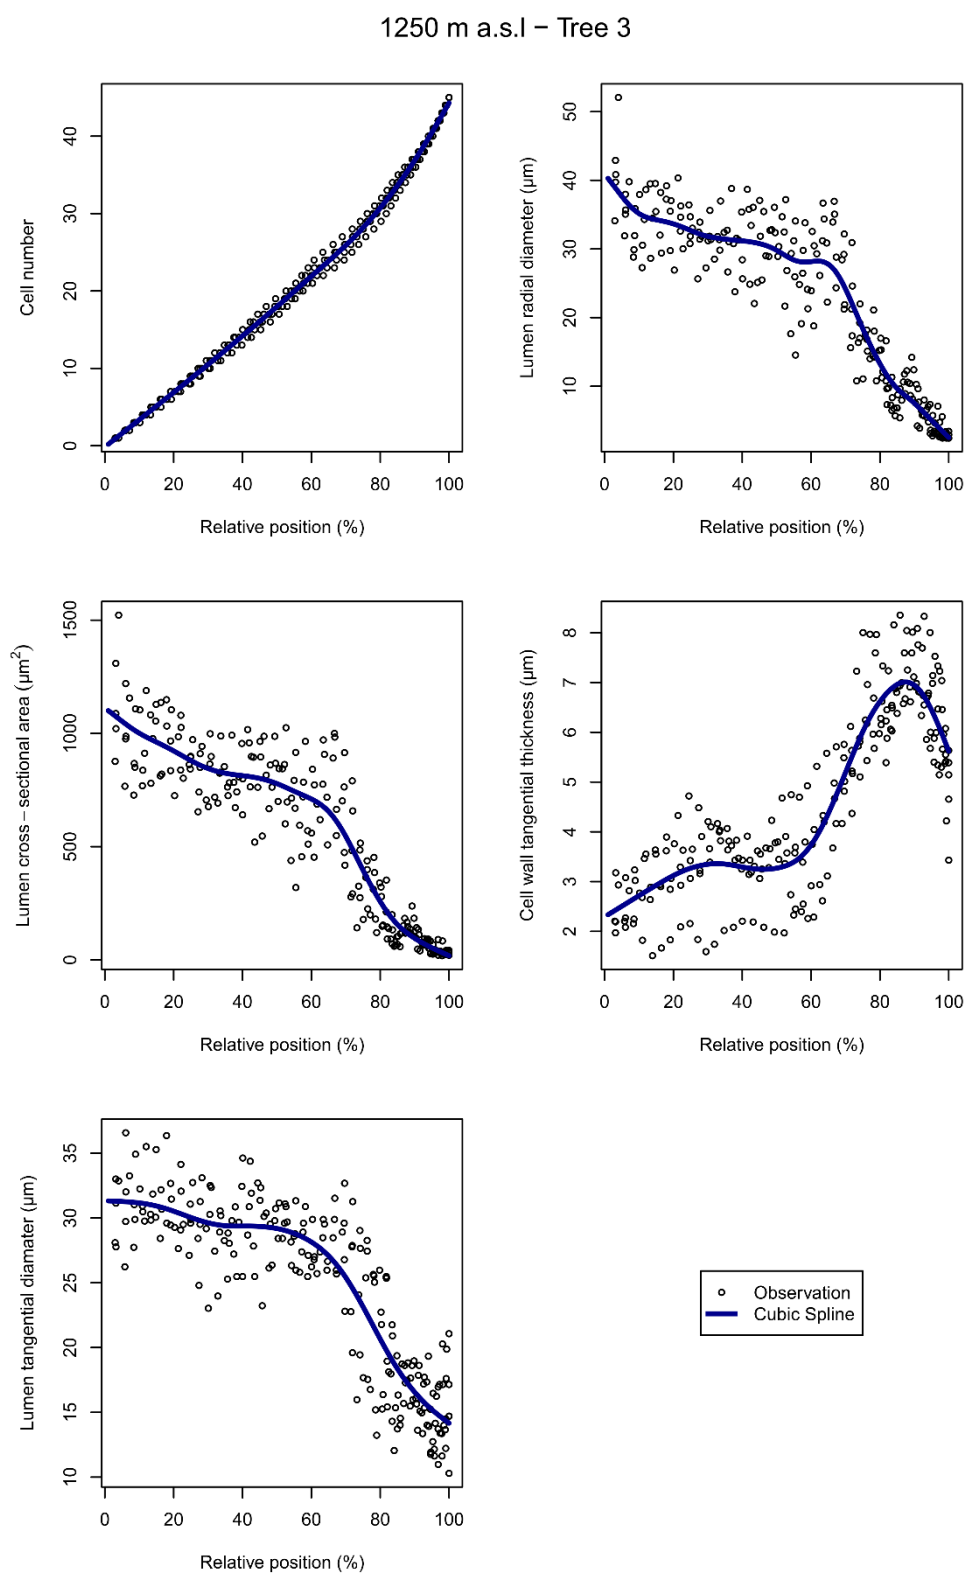 1250 m a.s.l − Tree 3
Cell number
0 10 20 30 40
0 20 40 60 80 100
Relative position (%)
Lumen radial diameter (μm)
10 20 30 40 50
0 20 40 60 80 100
Relative position (%)
Lumen cross−sectional area (μm²)
0 500 1000 1500
0 20 40 60 80 100
Relative position (%)
Cell wall tangential thickness (μm)
2 3 4 5 6 7 8
0 20 40 60 80 100
Relative position (%)
Lumen tangential diamater (μm)
10 15 20 25 30 35
0 20 40 60 80 100
Relative position (%)
Observation
Cubic Spline